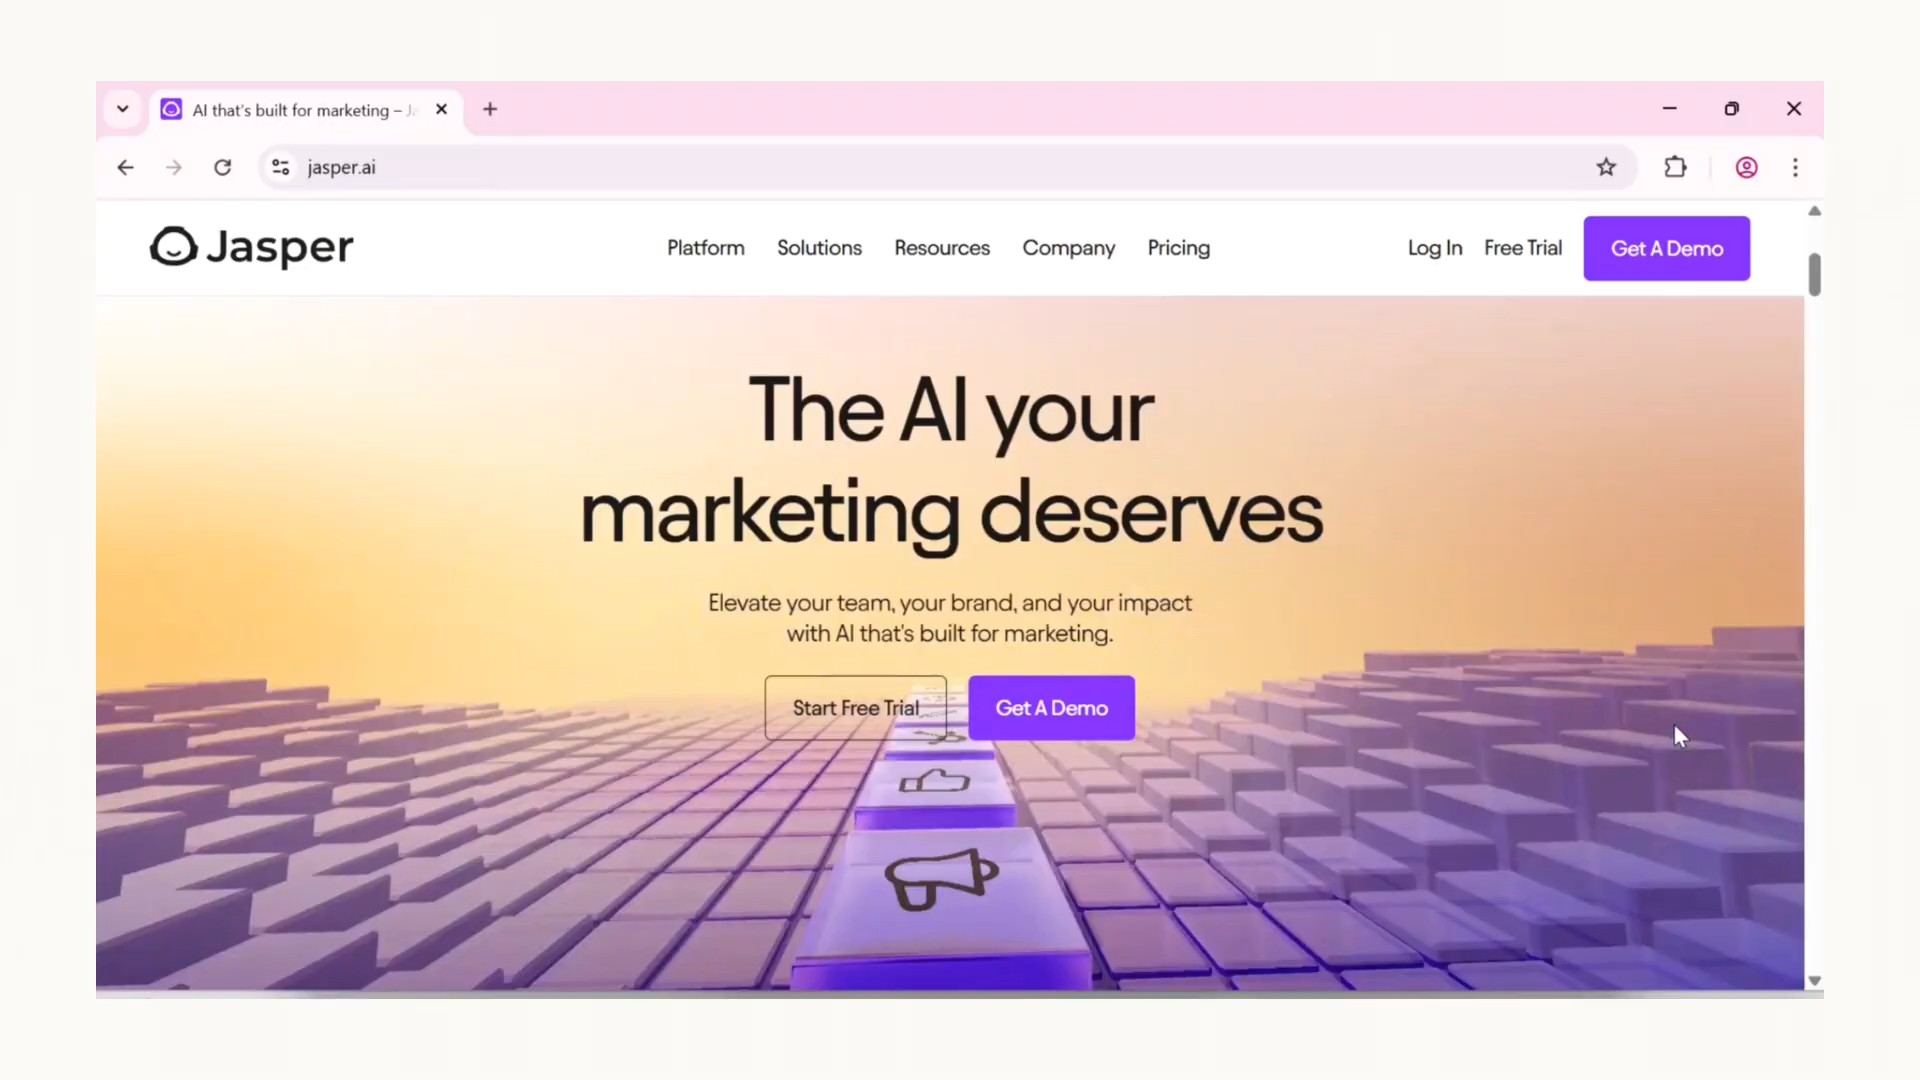 AI that's built for marketing – Ja
jasper.ai
Jasper
Platform
Solutions
Resources
Company
Pricing
Log In
Free Trial
Get A Demo
The AI your
marketing deserves
Elevate your team, your brand, and your impact
with AI that's built for marketing.
Start Free Trial
Get A Demo